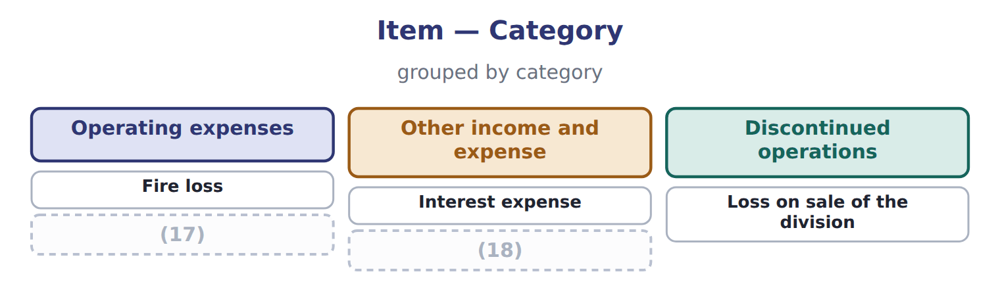 Item — Category
grouped by category
Operating expenses
Fire loss
(17)
Other income and
expense
Interest expense
(18)
Discontinued
operations
Loss on sale of the
division